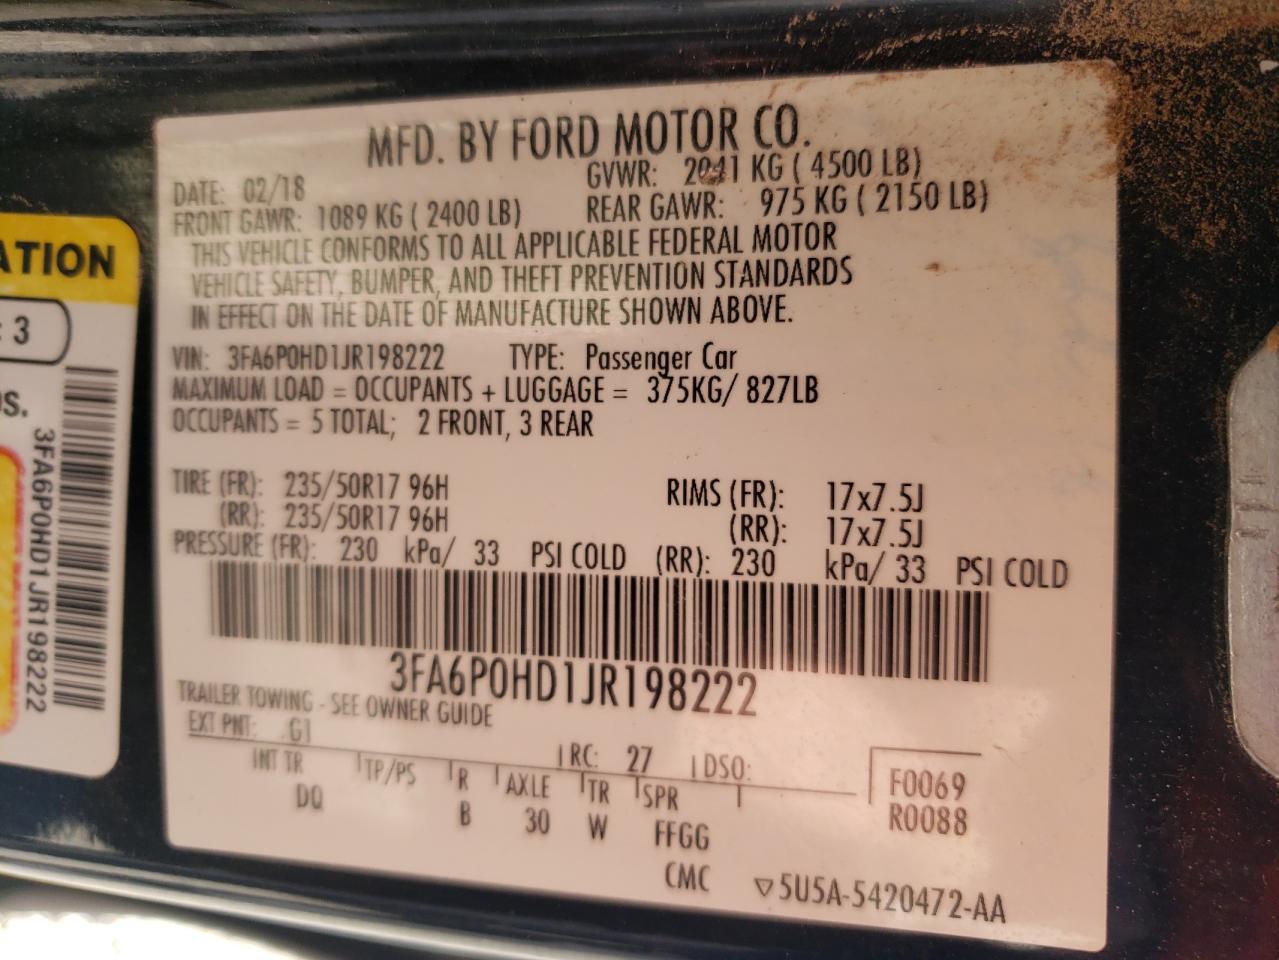 MFD. BY FORD MOTOR CO.
DATE: 02/18 GVWR: 2041 KG ( 4500 LB)
FRONT GAWR: 1089 KG ( 2400 LB) REAR GAWR: 975 KG ( 2150 LB)
THIS VEHICLE CONFORMS TO ALL APPLICABLE FEDERAL MOTOR
VEHICLE SAFETY, BUMPER, AND THEFT PREVENTION STANDARDS
IN EFFECT ON THE DATE OF MANUFACTURE SHOWN ABOVE.
VIN: 3FA6P0HD1JR198222 TYPE: Passenger Car
MAXIMUM LOAD = OCCUPANTS + LUGGAGE = 375KG/ 827LB
OCCUPANTS = 5 TOTAL; 2 FRONT, 3 REAR
TIRE (FR): 235/50R17 96H RIMS (FR): 17x7.5J
(RR): 235/50R17 96H (RR): 17x7.5J
PRESSURE (FR): 230 kPa/ 33 PSI COLD (RR): 230 kPa/ 33 PSI COLD
3FA6P0HD1JR198222
TRAILER TOWING - SEE OWNER GUIDE
EXT PNT: G1 RC: 27 DSO:
INT TR TP/PS R AXLE TR SPR
DQ B 30 W FFGG
F0069
R0088
CMC ▽5U5A-5420472-AA
ATION
: 3
S.
3FA6P0HD1JR198222